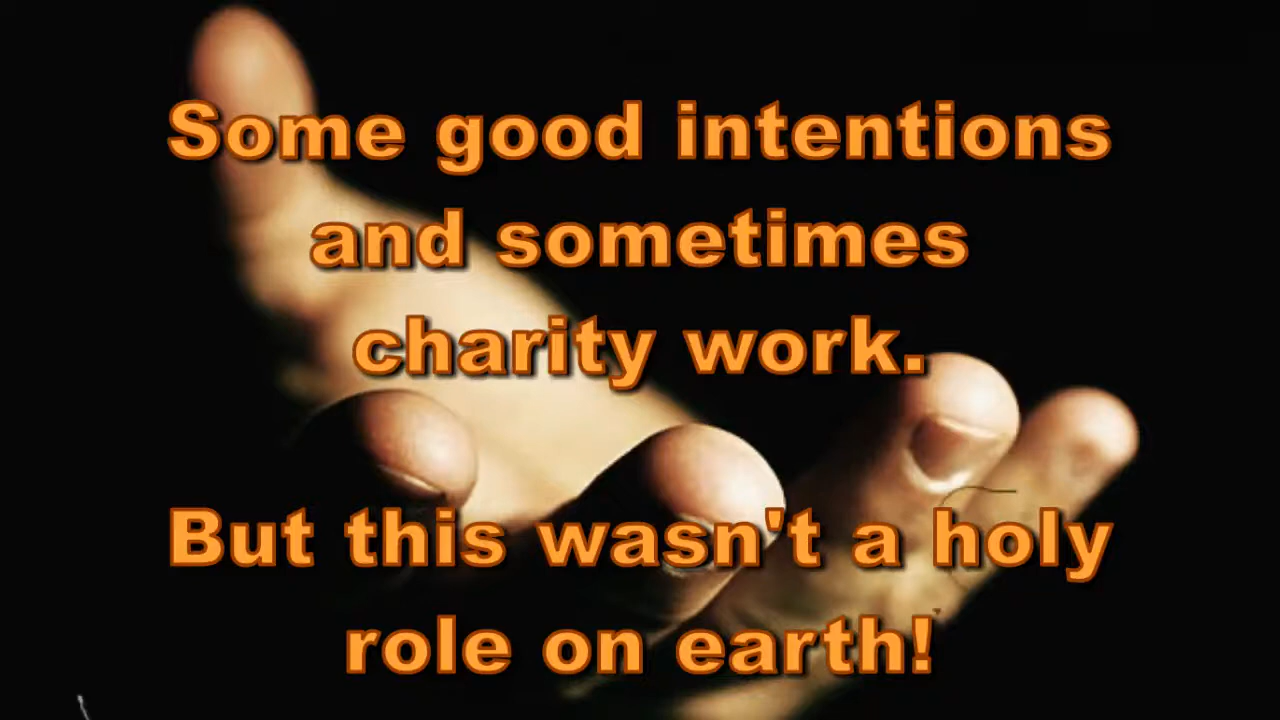 Some good intentions
and sometimes
charity work.
But this wasn't a holy
role on earth!